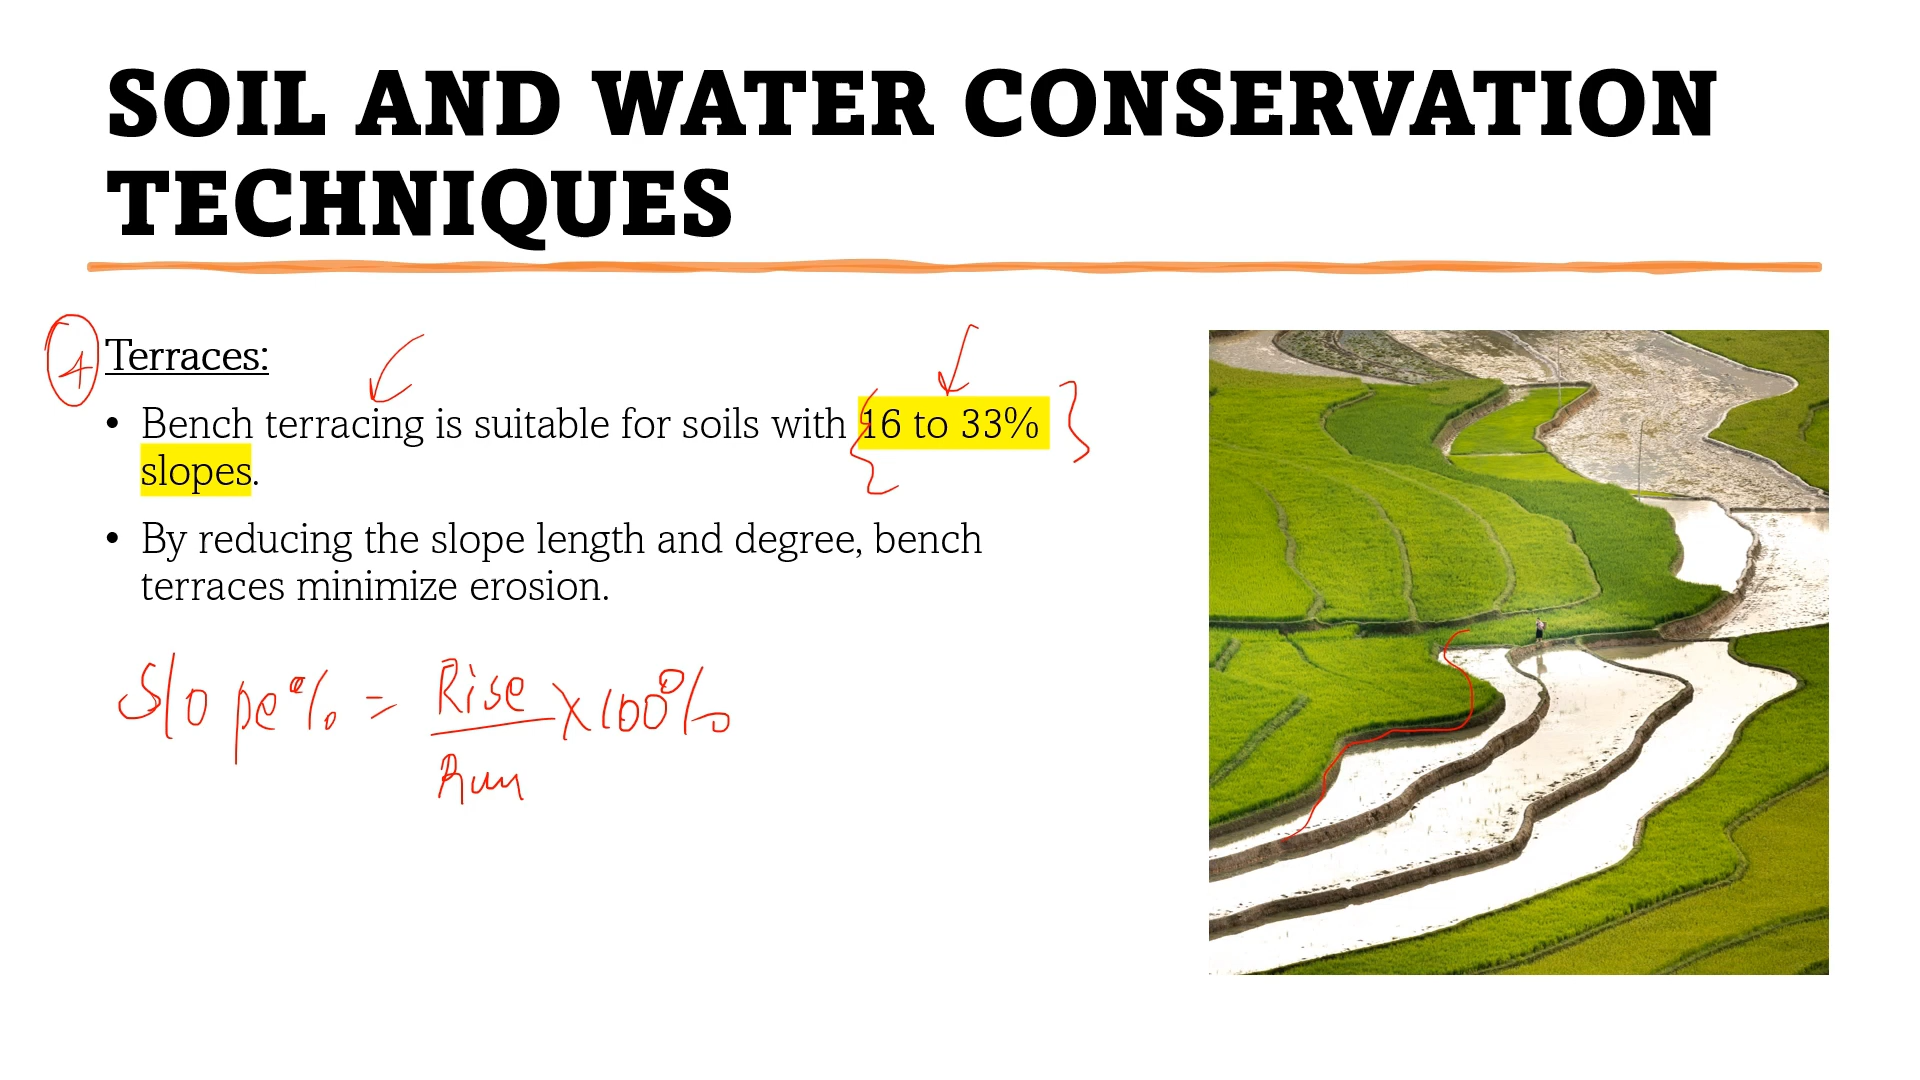 SOIL AND WATER CONSERVATION
TECHNIQUES
4 Terraces:
• Bench terracing is suitable for soils with 16 to 33%
slopes.
• By reducing the slope length and degree, bench
terraces minimize erosion.
Slope % = Rise × 100%
Run